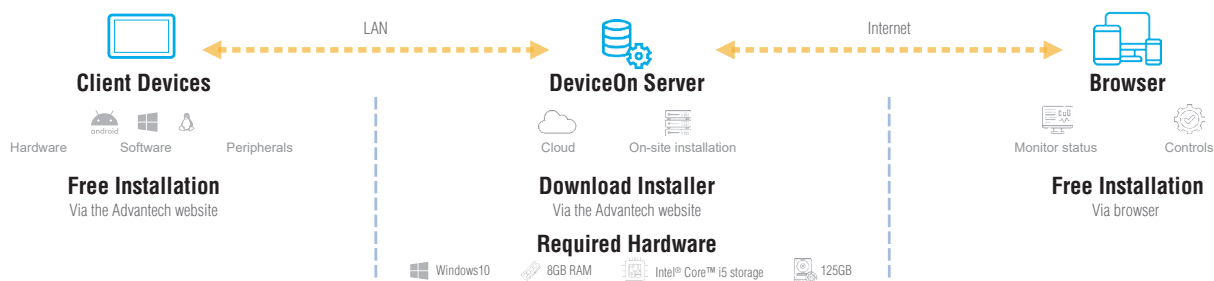 LAN
Internet
Client Devices
DeviceOn Server
Browser
android
Hardware
Software
Peripherals
Cloud
On-site installation
Monitor status
Controls
Free Installation
Via the Advantech website
Download Installer
Via the Advantech website
Free Installation
Via browser
Required Hardware
Windows10
8GB RAM
Intel® Core™ i5 storage
125GB